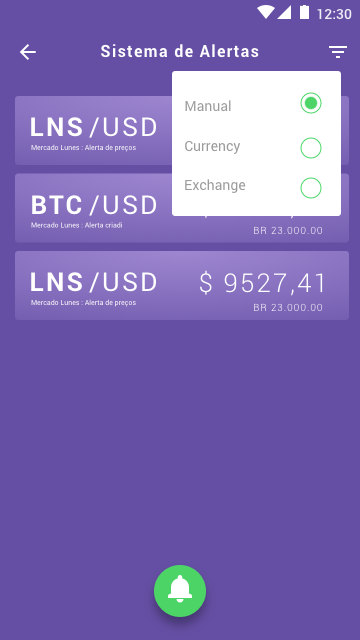 12:30
Sistema de Alertas
Manual
Currency
Exchange
LNS /USD
Mercado Lunes : Alerta de preços
BTC /USD
Mercado Lunes : Alerta criadi
BR 23.000.00
LNS /USD
Mercado Lunes : Alerta de preços
$ 9527,41
BR 23.000.00